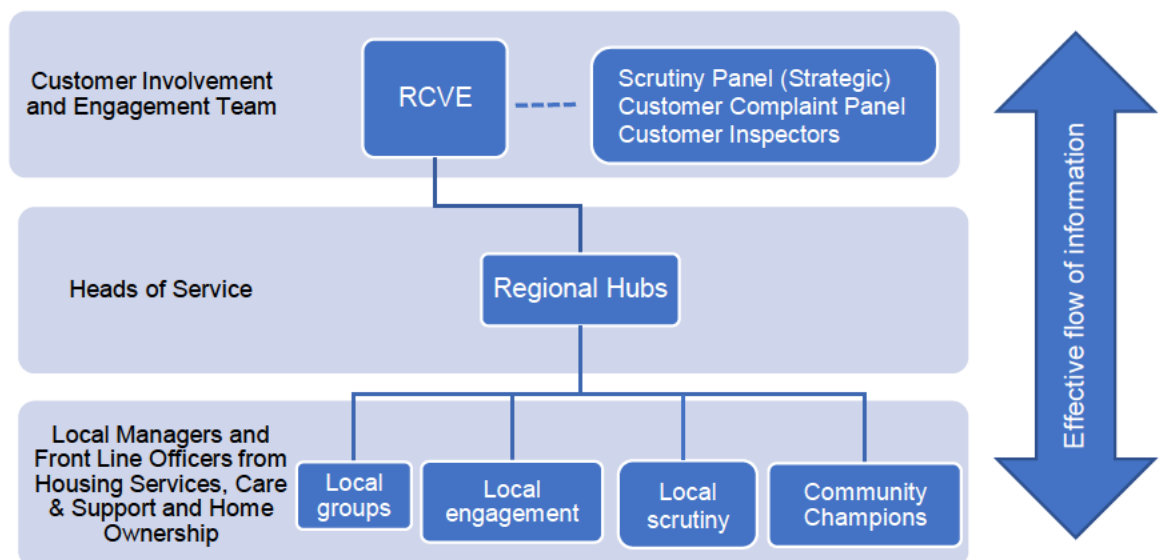 Customer Involvement
and Engagement Team
RCVE
Scrutiny Panel (Strategic)
Customer Complaint Panel
Customer Inspectors
Heads of Service
Regional Hubs
Local Managers and
Front Line Officers from
Housing Services, Care
& Support and Home
Ownership
Local
groups
Local
engagement
Local
scrutiny
Community
Champions
Effective flow of information